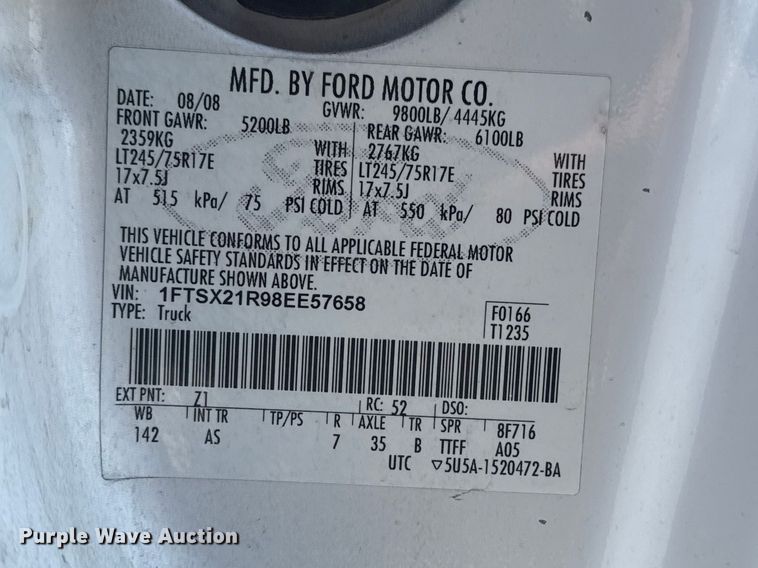 MFD. BY FORD MOTOR CO.
DATE: 08/08 GVWR: 9800LB/ 4445KG
FRONT GAWR: 5200LB REAR GAWR: 6100LB
2359KG WITH 2767KG WITH
LT245/75R17E TIRES LT245/75R17E TIRES
17x7.5J RIMS 17x7.5J RIMS
AT 515 kPa/ 75 PSI COLD AT 550 kPa/ 80 PSI COLD
Ford
THIS VEHICLE CONFORMS TO ALL APPLICABLE FEDERAL MOTOR
VEHICLE SAFETY STANDARDS IN EFFECT ON THE DATE OF
MANUFACTURE SHOWN ABOVE.
VIN: 1FTSX21R98EE57658 F0166
TYPE: Truck T1235
EXT PNT: Z1 RC: 52 DSO:
WB INT TR TP/PS R AXLE TR SPR 8F716
142 AS 7 35 B TTFF A05
UTC ▽5U5A-1520472-BA
Purple Wave Auction